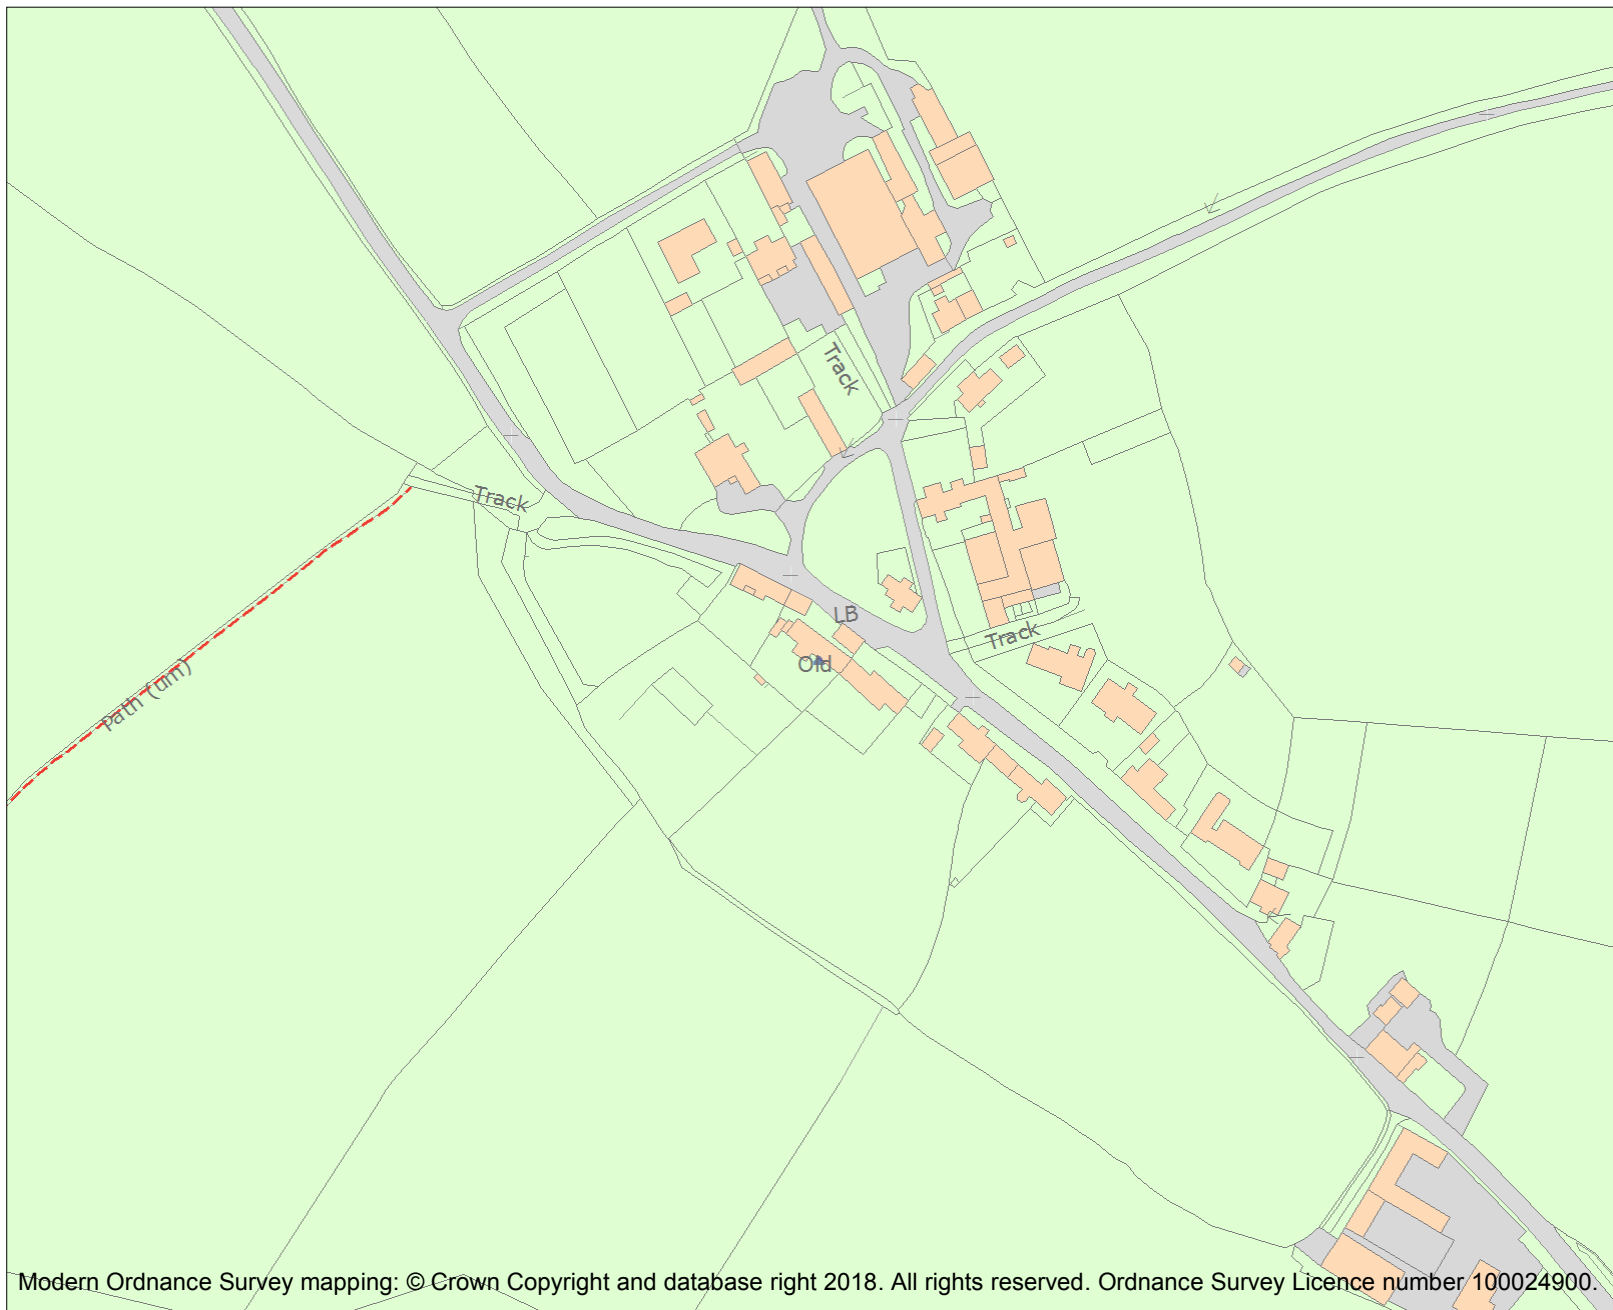 Track
Track
Path (um)
LB
Track
Old
Modern Ordnance Survey mapping: © Crown Copyright and database right 2018. All rights reserved. Ordnance Survey Licence number 100024900.